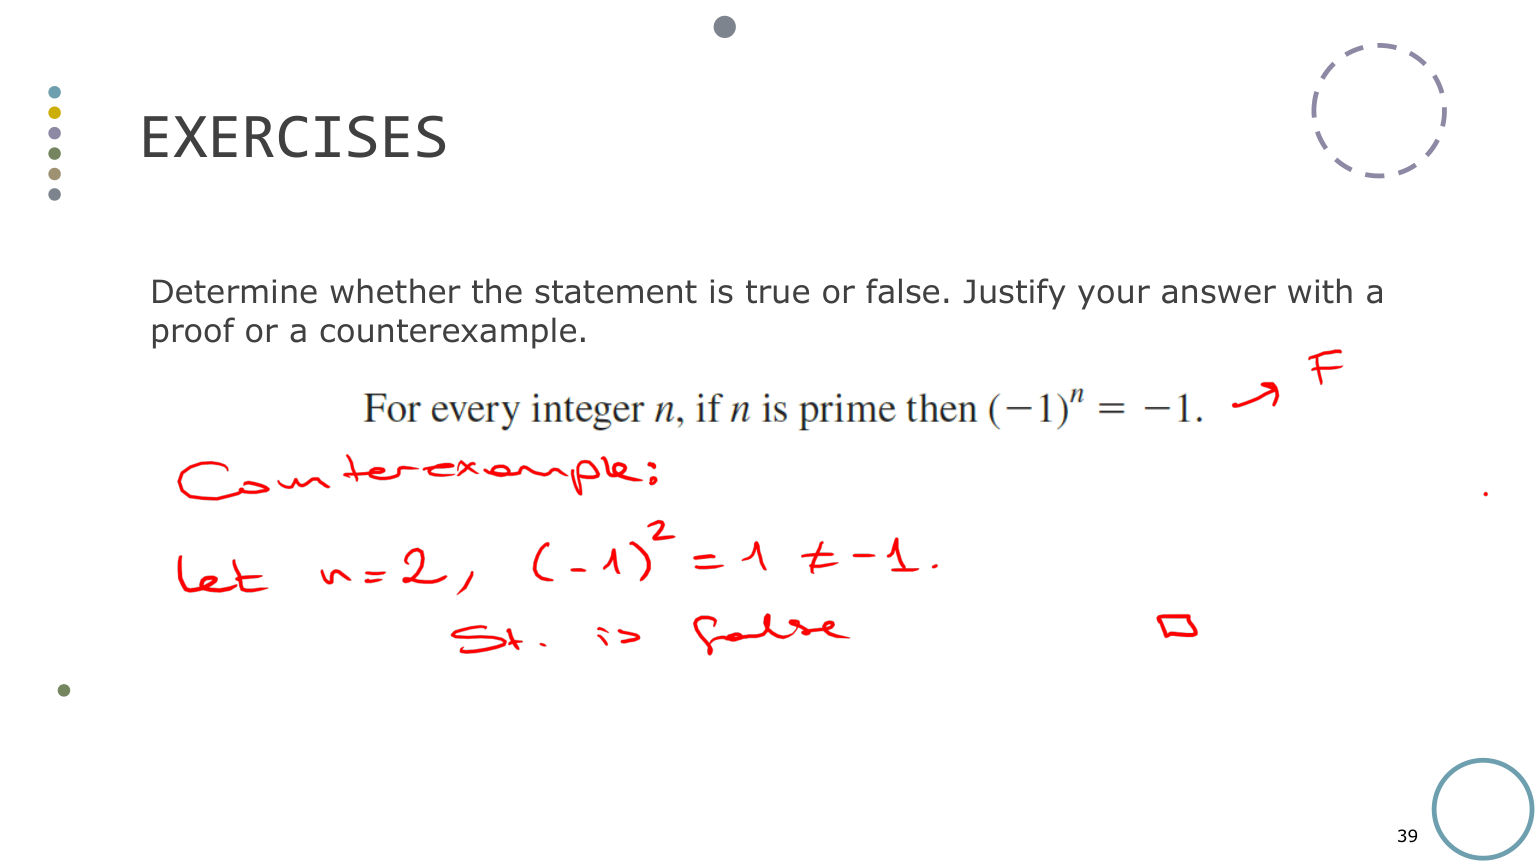 EXERCISES
Determine whether the statement is true or false. Justify your answer with a
proof or a counterexample.
For every integer n, if n is prime then (−1)ⁿ = −1. → F
Counterexample:
Let n=2, (-1)² = 1 ≠ -1.
St. is false □
39